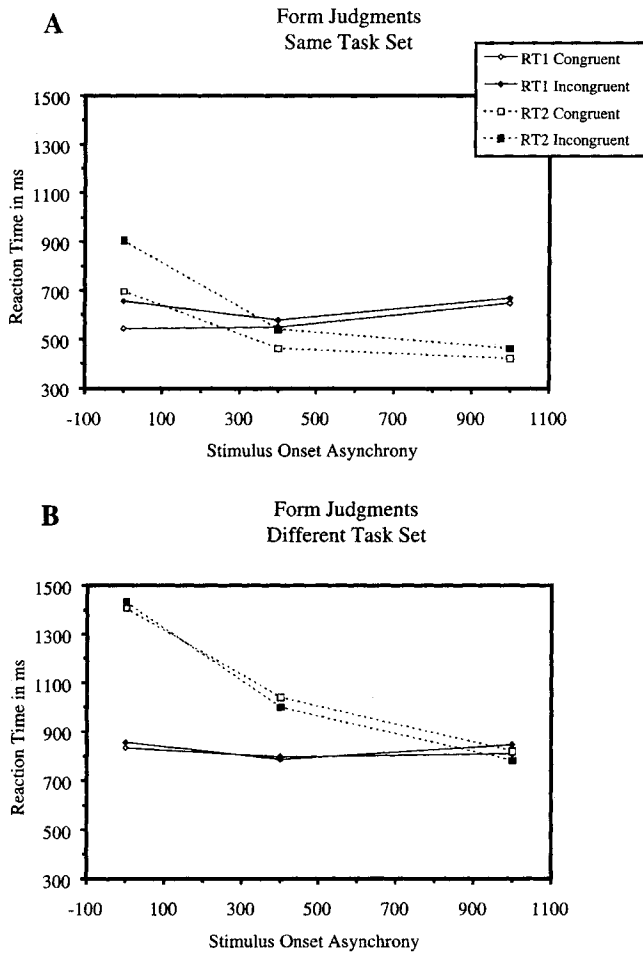 A
Form Judgments
Same Task Set
RT1 Congruent
RT1 Incongruent
RT2 Congruent
RT2 Incongruent
Reaction Time in ms
1500
1300
1100
900
700
500
300
-100 100 300 500 700 900 1100
Stimulus Onset Asynchrony
B
Form Judgments
Different Task Set
Reaction Time in ms
1500
1300
1100
900
700
500
300
-100 100 300 500 700 900 1100
Stimulus Onset Asynchrony